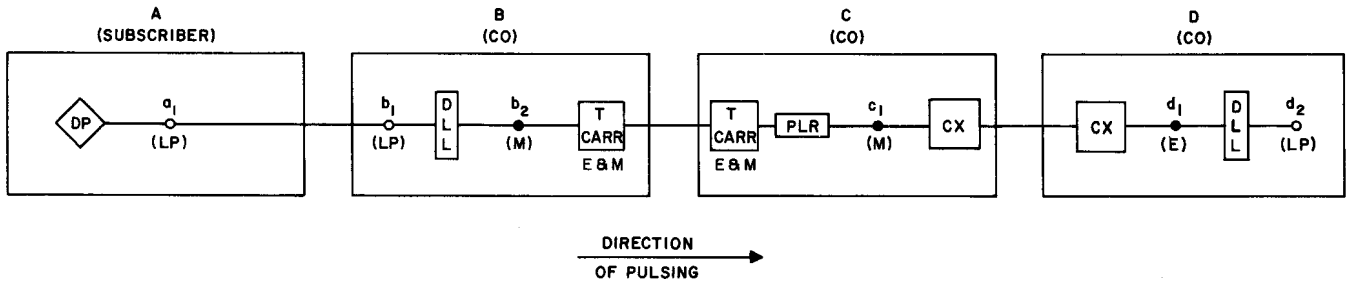 A
(SUBSCRIBER)
B
(CO)
C
(CO)
D
(CO)
DP
a1
(LP)
b1
(LP)
D
L
L
b2
(M)
T
CARR
E & M
T
CARR
E & M
PLR
c1
(M)
CX
CX
d1
(E)
D
L
L
d2
(LP)
DIRECTION
OF PULSING